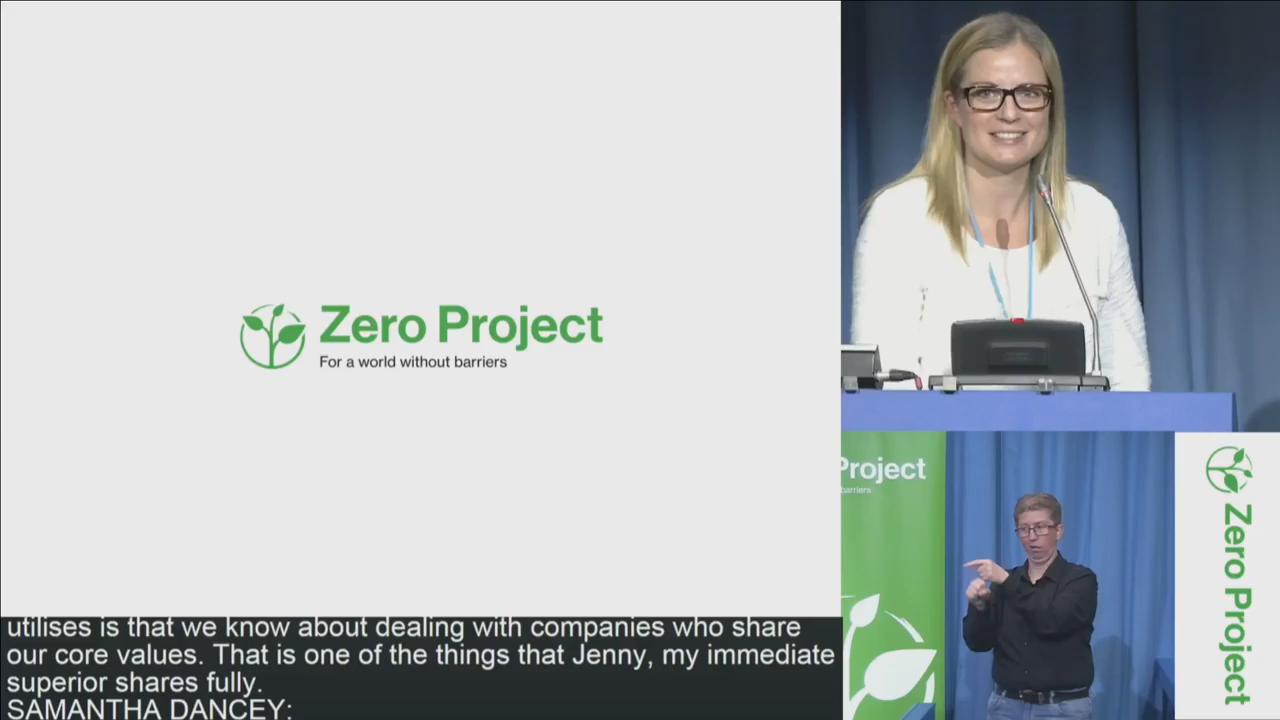 Zero Project
For a world without barriers
utilises is that we know about dealing with companies who share
our core values. That is one of the things that Jenny, my immediate
superior shares fully.
SAMANTHA DANCEY:
Project
barriers
Zero Project